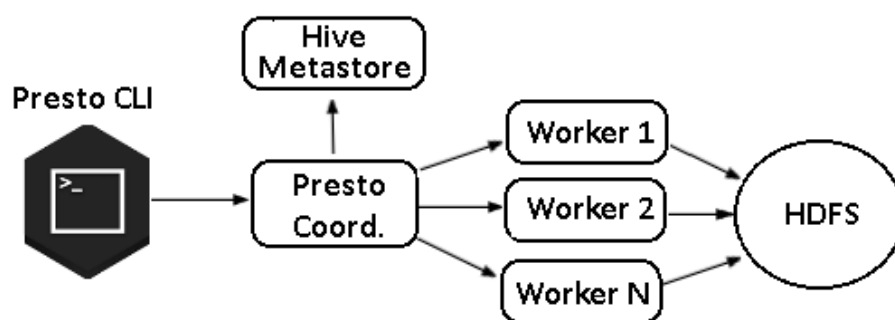 Hive
Metastore
Presto CLI
>_
Presto
Coord.
Worker 1
Worker 2
Worker N
HDFS